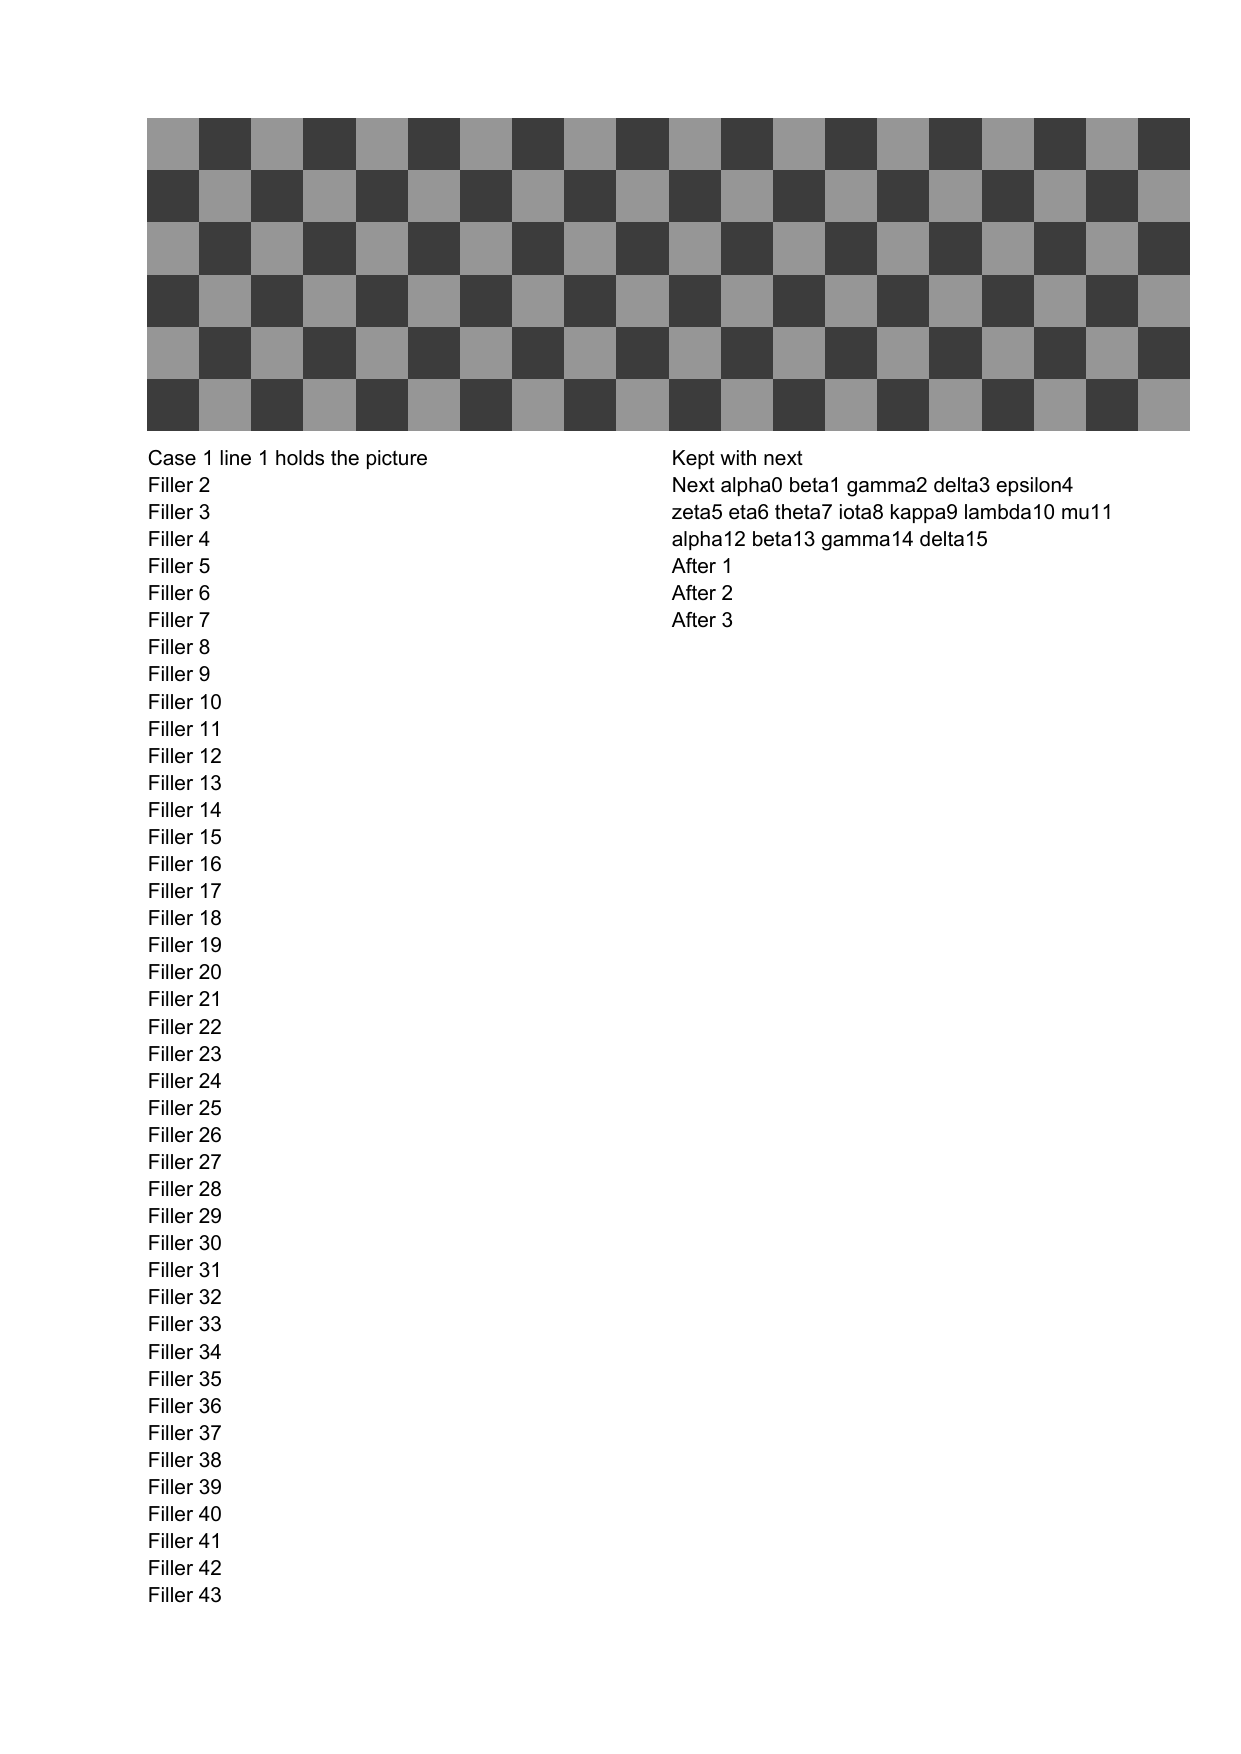 Case 1 line 1 holds the picture
Filler 2
Filler 3
Filler 4
Filler 5
Filler 6
Filler 7
Filler 8
Filler 9
Filler 10
Filler 11
Filler 12
Filler 13
Filler 14
Filler 15
Filler 16
Filler 17
Filler 18
Filler 19
Filler 20
Filler 21
Filler 22
Filler 23
Filler 24
Filler 25
Filler 26
Filler 27
Filler 28
Filler 29
Filler 30
Filler 31
Filler 32
Filler 33
Filler 34
Filler 35
Filler 36
Filler 37
Filler 38
Filler 39
Filler 40
Filler 41
Filler 42
Filler 43
Kept with next
Next alpha0 beta1 gamma2 delta3 epsilon4
zeta5 eta6 theta7 iota8 kappa9 lambda10 mu11
alpha12 beta13 gamma14 delta15
After 1
After 2
After 3